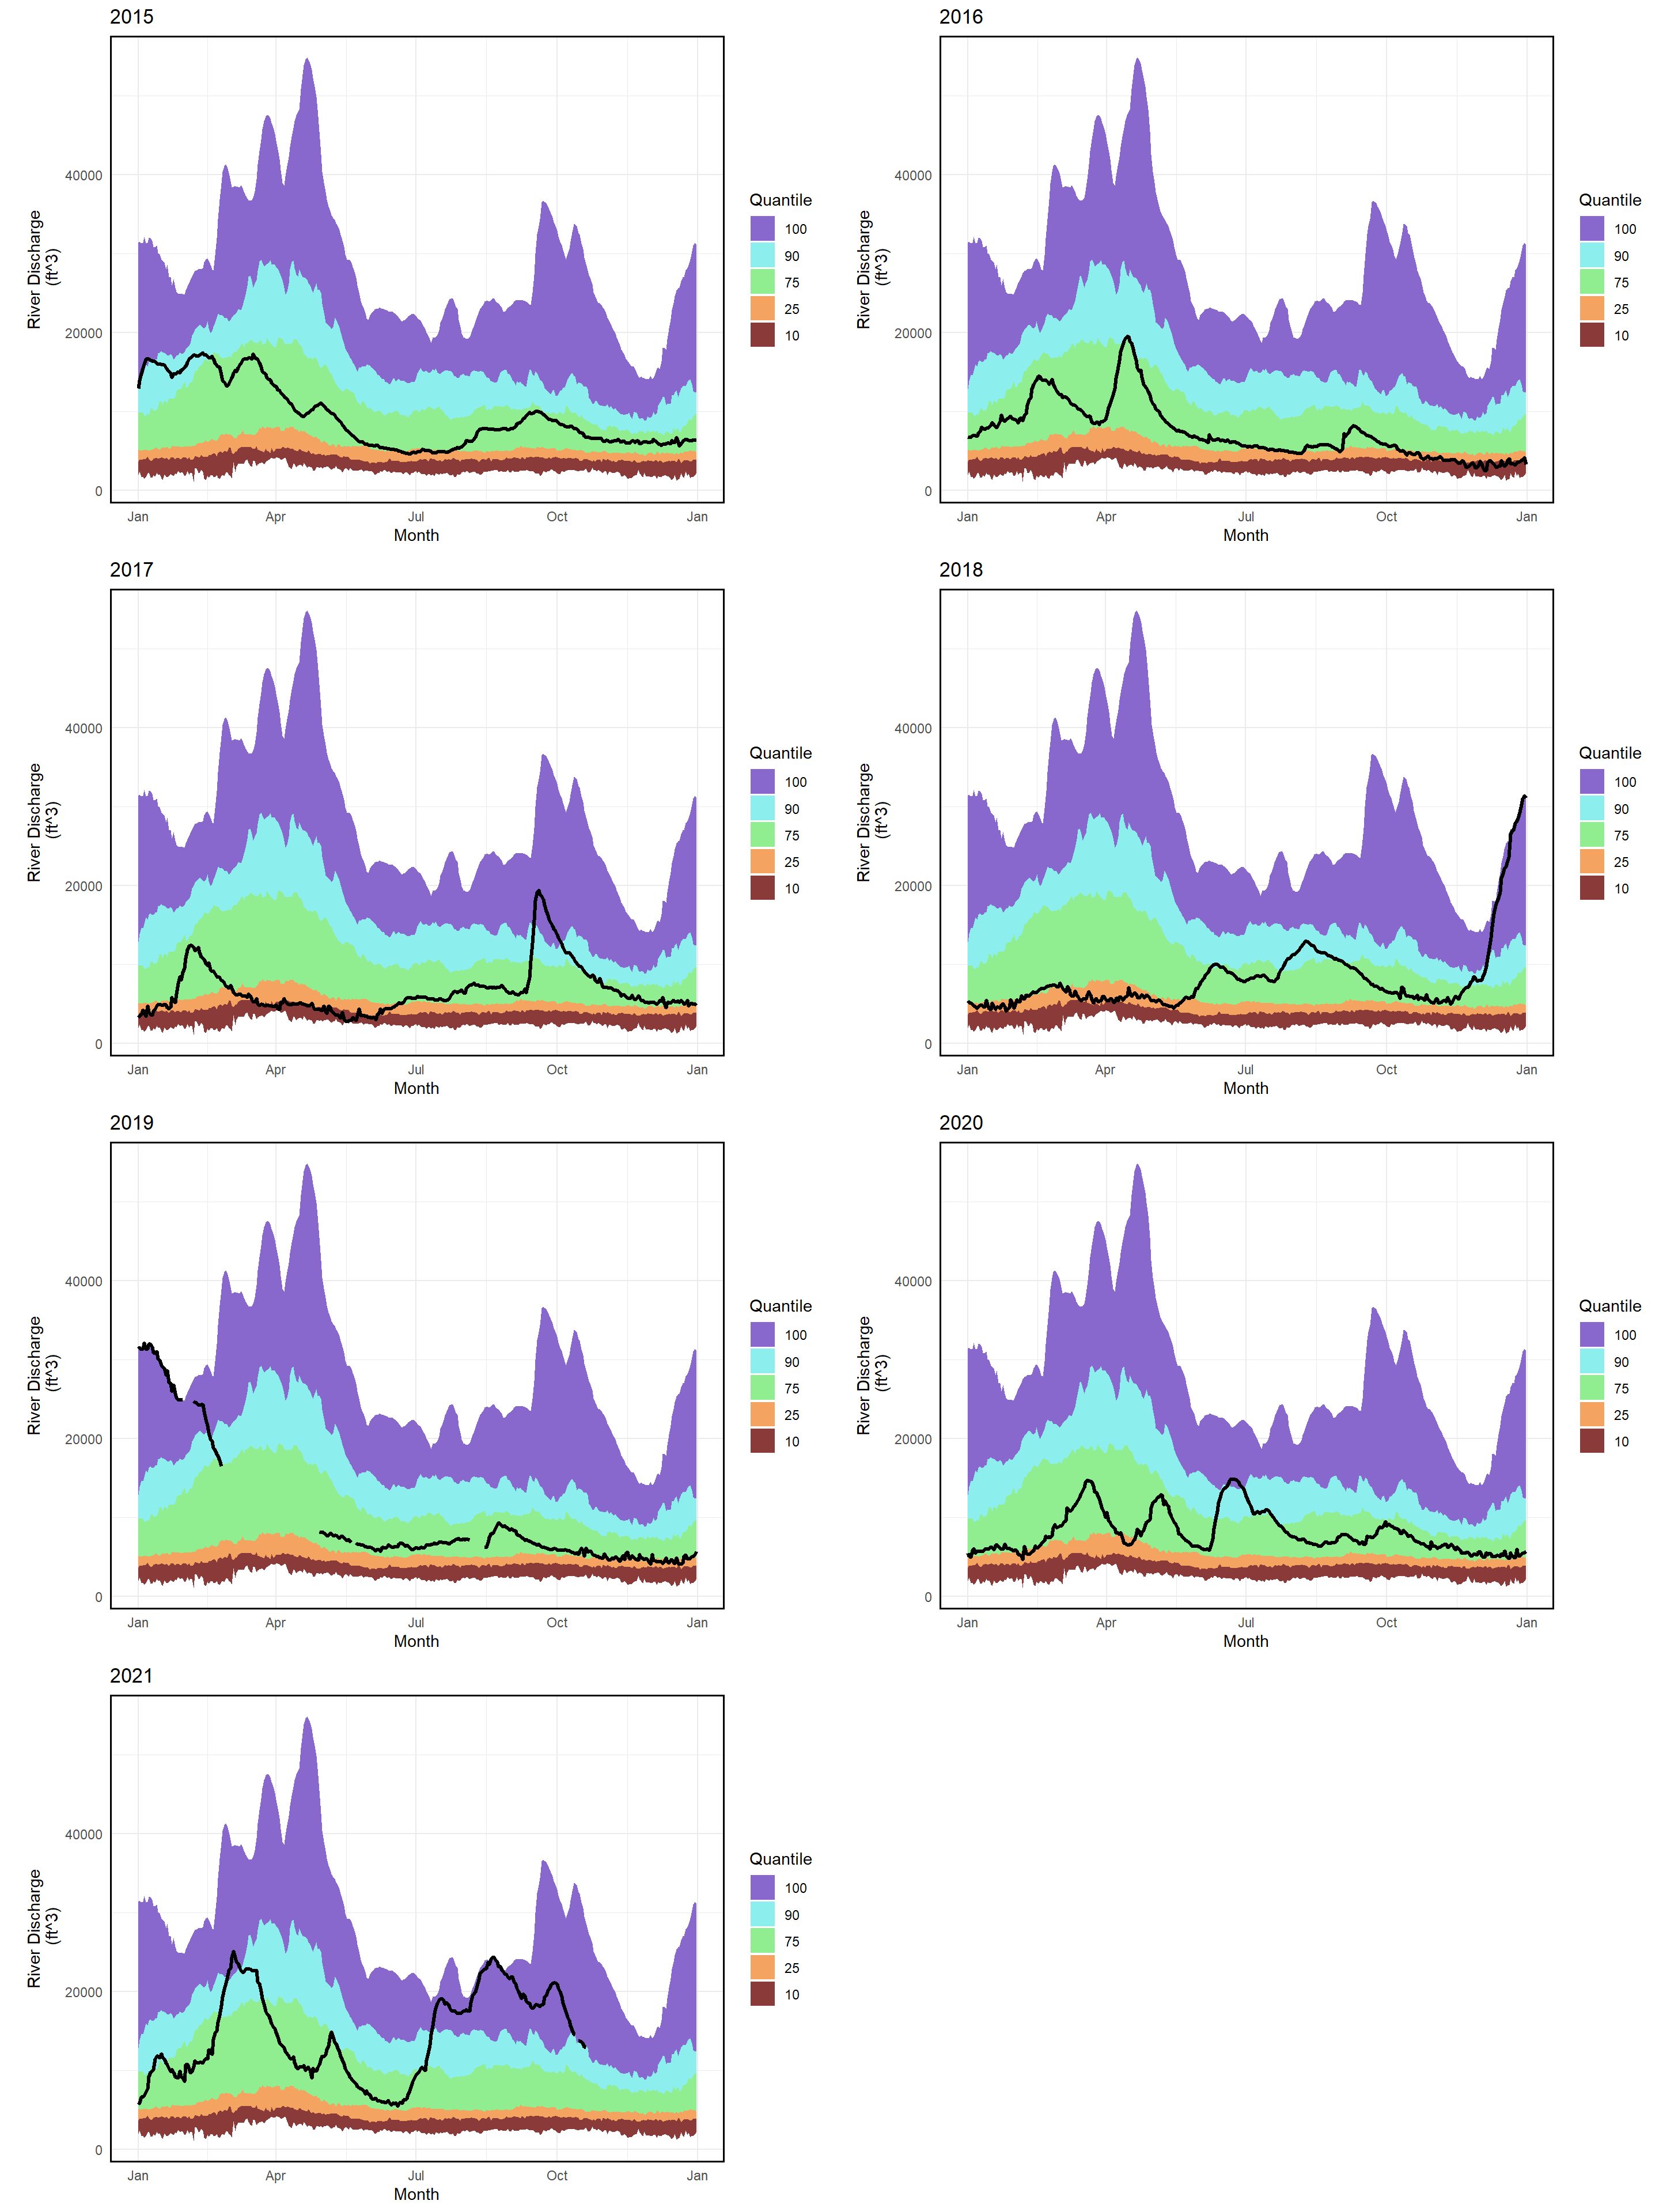 2015
River Discharge
(ft^3)
40000
20000
0
Jan
Apr
Jul
Oct
Jan
Month
Quantile
100
90
75
25
10
2016
River Discharge
(ft^3)
40000
20000
0
Jan
Apr
Jul
Oct
Jan
Month
Quantile
100
90
75
25
10
2017
River Discharge
(ft^3)
40000
20000
0
Jan
Apr
Jul
Oct
Jan
Month
Quantile
100
90
75
25
10
2018
River Discharge
(ft^3)
40000
20000
0
Jan
Apr
Jul
Oct
Jan
Month
Quantile
100
90
75
25
10
2019
River Discharge
(ft^3)
40000
20000
0
Jan
Apr
Jul
Oct
Jan
Month
Quantile
100
90
75
25
10
2020
River Discharge
(ft^3)
40000
20000
0
Jan
Apr
Jul
Oct
Jan
Month
Quantile
100
90
75
25
10
2021
River Discharge
(ft^3)
40000
20000
0
Jan
Apr
Jul
Oct
Jan
Month
Quantile
100
90
75
25
10